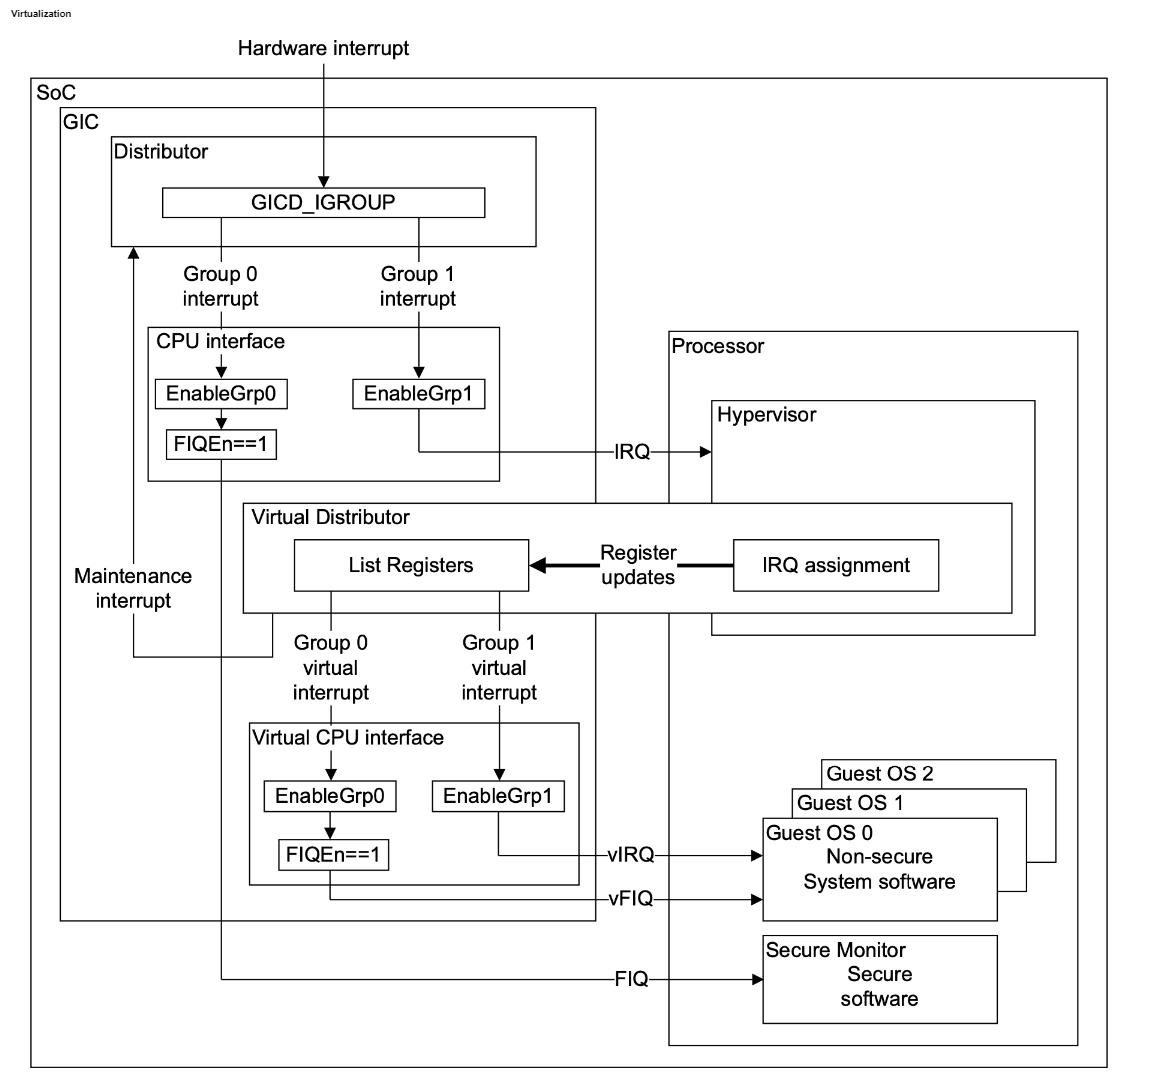 Virtualization
Hardware interrupt
SoC
GIC
Distributor
GICD_IGROUP
Group 0
interrupt
Group 1
interrupt
CPU interface
EnableGrp0
EnableGrp1
FIQEn==1
IRQ
Processor
Hypervisor
Virtual Distributor
List Registers
Register
updates
IRQ assignment
Maintenance
interrupt
Group 0
virtual
interrupt
Group 1
virtual
interrupt
Virtual CPU interface
EnableGrp0
EnableGrp1
FIQEn==1
vIRQ
vFIQ
Guest OS 2
Guest OS 1
Guest OS 0
Non-secure
System software
FIQ
Secure Monitor
Secure
software